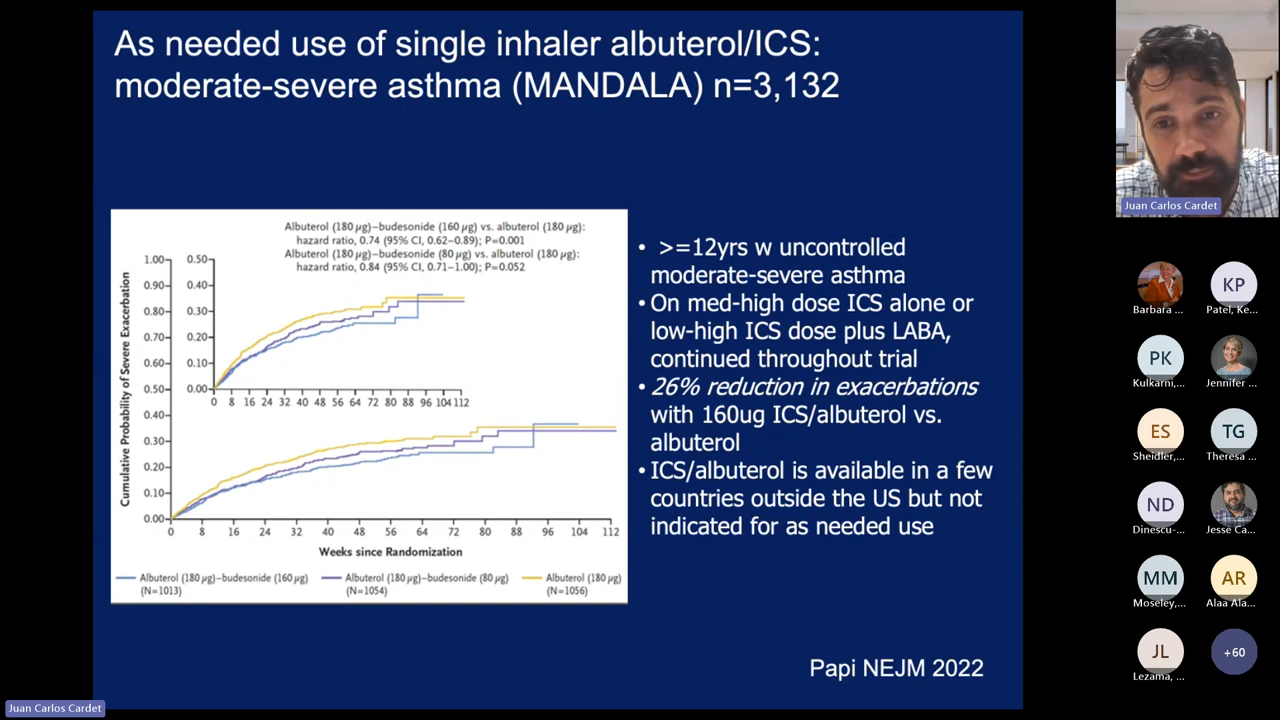 As needed use of single inhaler albuterol/ICS:
moderate-severe asthma (MANDALA) n=3,132
Albuterol (180 µg)–budesonide (160 µg) vs. albuterol (180 µg):
hazard ratio, 0.74 (95% CI, 0.62–0.89); P=0.001
Albuterol (180 µg)–budesonide (80 µg) vs. albuterol (180 µg):
hazard ratio, 0.84 (95% CI, 0.71–1.00); P=0.052
Cumulative Probability of Severe Exacerbation
1.00
0.90
0.80
0.70
0.60
0.50
0.40
0.30
0.20
0.10
0.00
0.50
0.40
0.30
0.20
0.10
0.00
0 8 16 24 32 40 48 56 64 72 80 88 96 104 112
0 8 16 24 32 40 48 56 64 72 80 88 96 104 112
Weeks since Randomization
Albuterol (180 µg)–budesonide (160 µg)
(N=1013)
Albuterol (180 µg)–budesonide (80 µg)
(N=1054)
Albuterol (180 µg)
(N=1056)
• >=12yrs w uncontrolled
moderate-severe asthma
• On med-high dose ICS alone or
low-high ICS dose plus LABA,
continued throughout trial
• 26% reduction in exacerbations
with 160ug ICS/albuterol vs.
albuterol
• ICS/albuterol is available in a few
countries outside the US but not
indicated for as needed use
Papi NEJM 2022
Juan Carlos Cardet
Juan Carlos Cardet
Barbara ...
KP
Patel, Ke...
PK
Kulkarni,...
Jennifer ...
ES
Sheidler,...
TG
Theresa ...
ND
Dinescu-...
Jesse Ca...
MM
Moseley,...
AR
Alaa Ala...
JL
Lezama, ...
+60